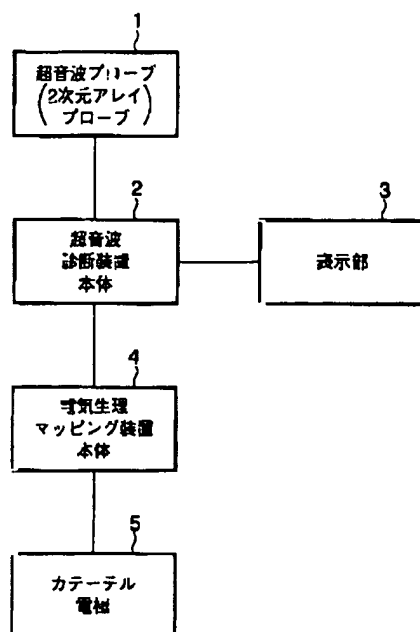 1
超音波プローブ
(2次元アレイ
プローブ)
2
超音波
診断装置
本体
3
表示部
4
電気生理
マッピング装置
本体
5
カテーテル
電極